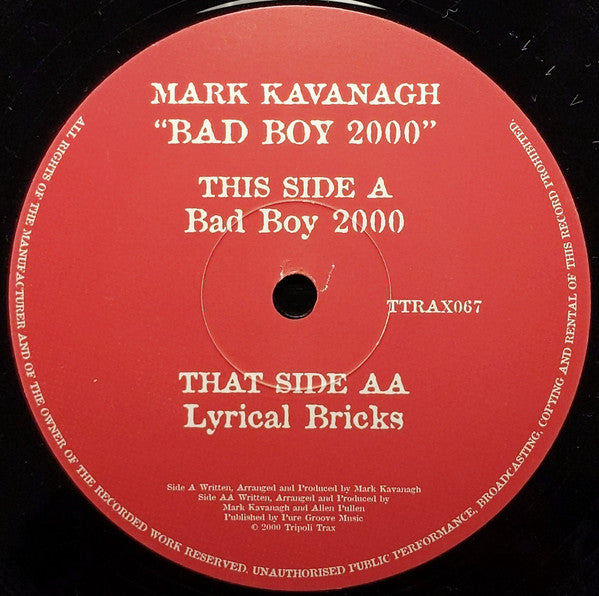 MARK KAVANAGH
"BAD BOY 2000"
THIS SIDE A
Bad Boy 2000
TTRAX067
THAT SIDE AA
Lyrical Bricks
Side A Written, Arranged and Produced by Mark Kavanagh
Side AA Written, Arranged and Produced by
Mark Kavanagh and Allen Pullen
Published by Pure Groove Music
© 2000 Tripoli Trax
ALL RIGHTS OF THE MANUFACTURER AND OF THE OWNER OF THE RECORDED WORK RESERVED. UNAUTHORISED PUBLIC PERFORMANCE, BROADCASTING, COPYING AND RENTAL OF THIS RECORD PROHIBITED.